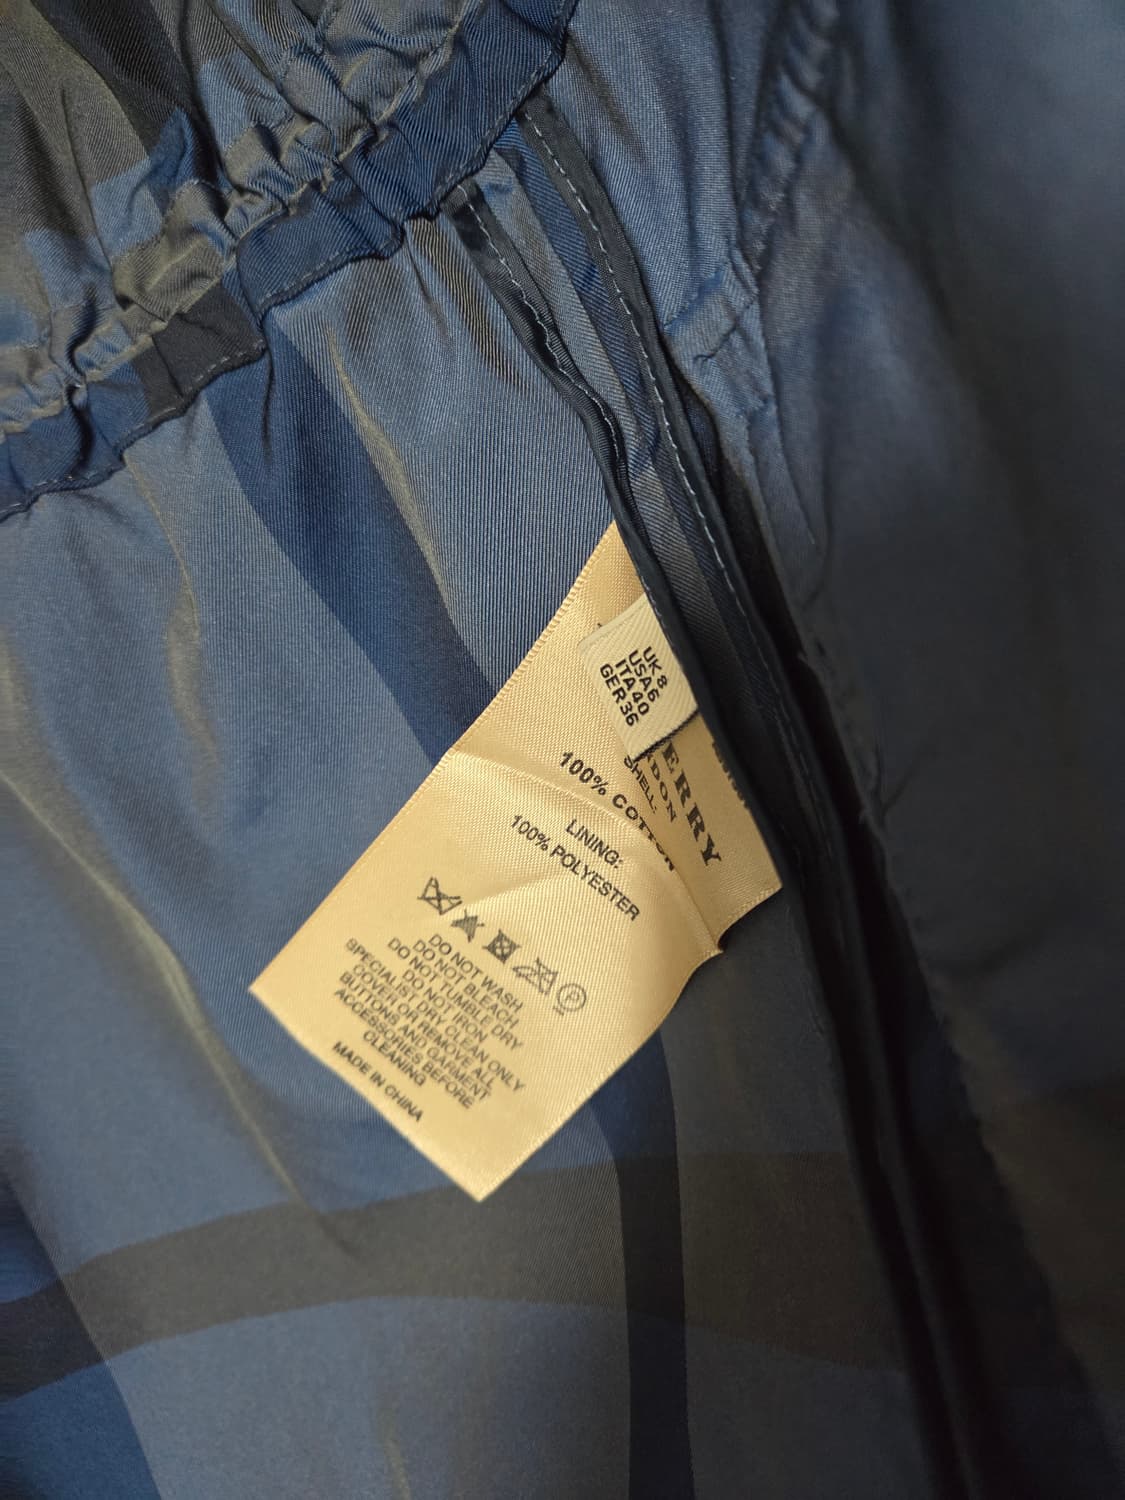 UK 8
USA 6
ITA 40
GER 36
ERRY
DON
SHELL:
100% COTTON
LINING:
100% POLYESTER
P
DO NOT WASH
DO NOT BLEACH
DO NOT TUMBLE DRY
DO NOT IRON
SPECIALIST DRY CLEAN ONLY
COVER OR REMOVE ALL
BUTTONS AND GARMENT
ACCESSORIES BEFORE
CLEANING
MADE IN CHINA